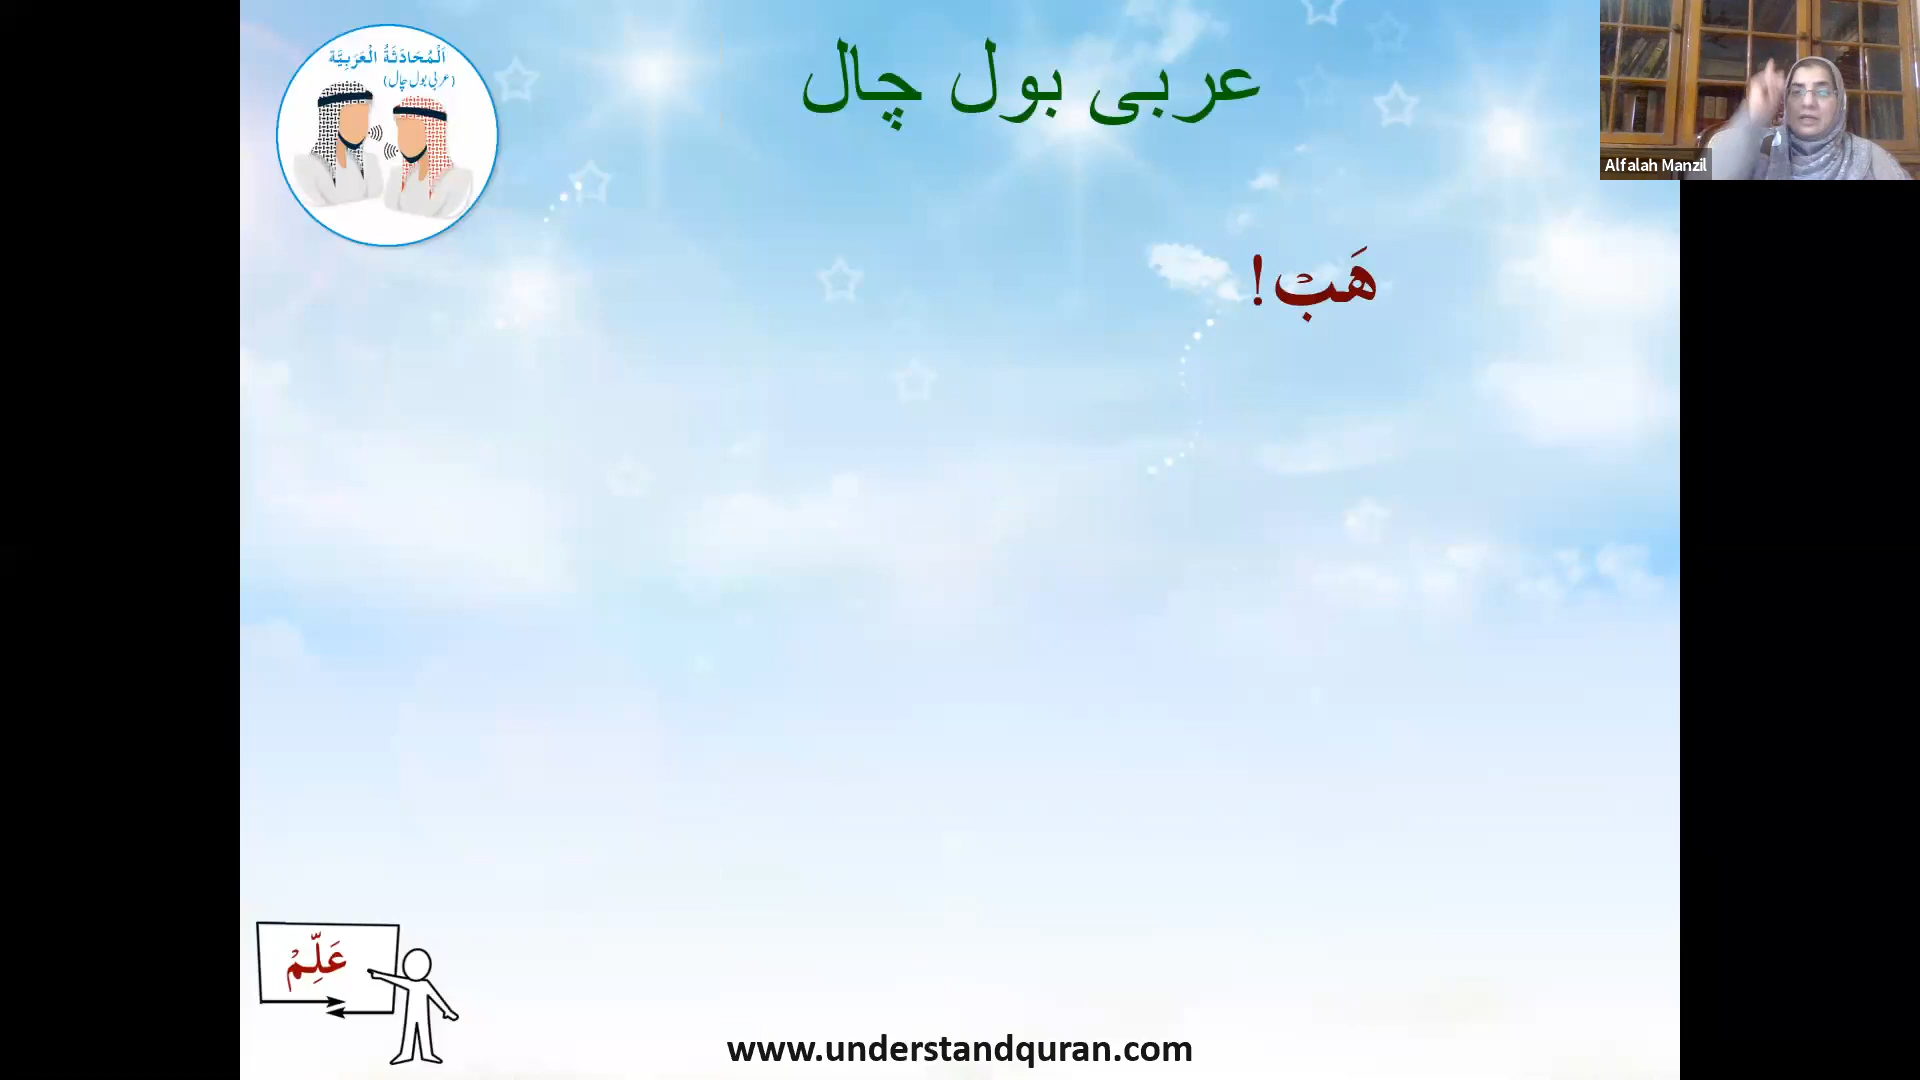 اَلْمُحَادَثَةُ الْعَرَبِيَّة
(عربی بول چال)
عربی بول چال
Alfalah Manzil
هَبْ!
عَلِّمْ
www.understandquran.com